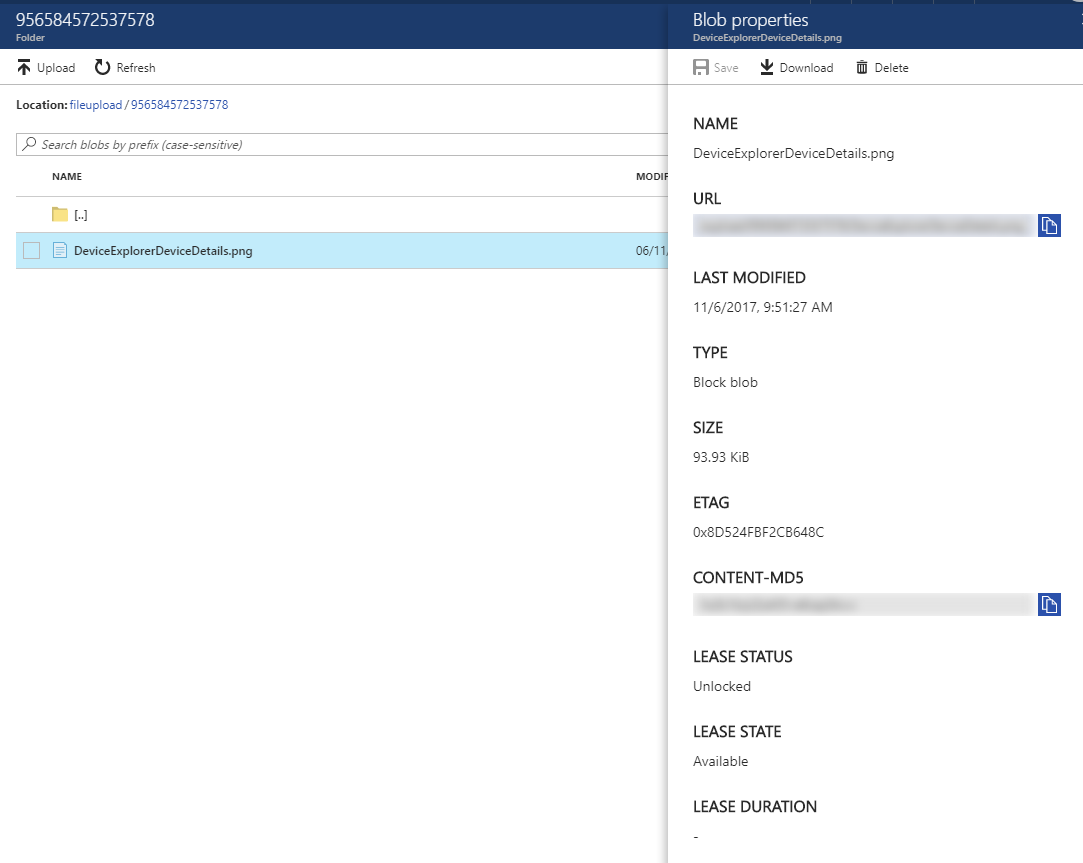 956584572537578
Folder
Upload
Refresh
Location: fileupload / 956584572537578
Search blobs by prefix (case-sensitive)
NAME
[..]
DeviceExplorerDeviceDetails.png
06/11/
Blob properties
DeviceExplorerDeviceDetails.png
Save
Download
Delete
NAME
DeviceExplorerDeviceDetails.png
URL
LAST MODIFIED
11/6/2017, 9:51:27 AM
TYPE
Block blob
SIZE
93.93 KiB
ETAG
0x8D524FBF2CB648C
CONTENT-MD5
LEASE STATUS
Unlocked
LEASE STATE
Available
LEASE DURATION
-